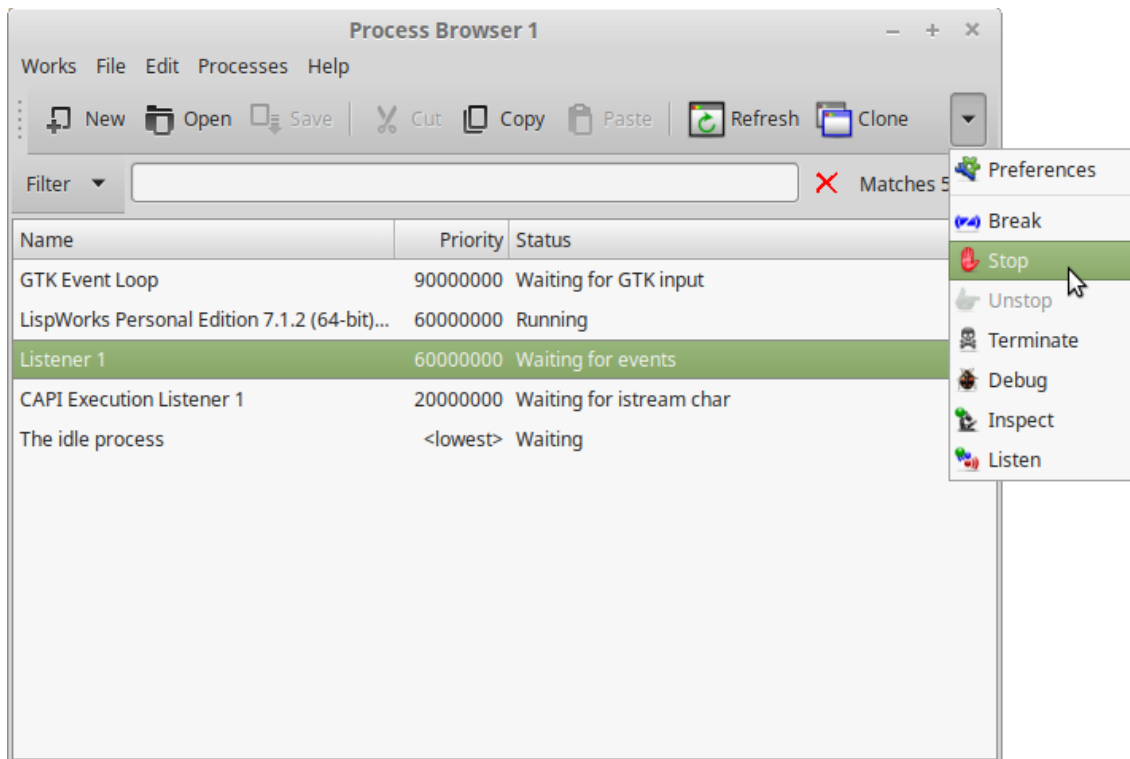 Process Browser 1
Works File Edit Processes Help
New Open Save Cut Copy Paste Refresh Clone
Filter Matches 5
Preferences
Break
Stop
Unstop
Terminate
Debug
Inspect
Listen
Name Priority Status
GTK Event Loop 90000000 Waiting for GTK input
LispWorks Personal Edition 7.1.2 (64-bit)... 60000000 Running
Listener 1 60000000 Waiting for events
CAPI Execution Listener 1 20000000 Waiting for istream char
The idle process <lowest> Waiting